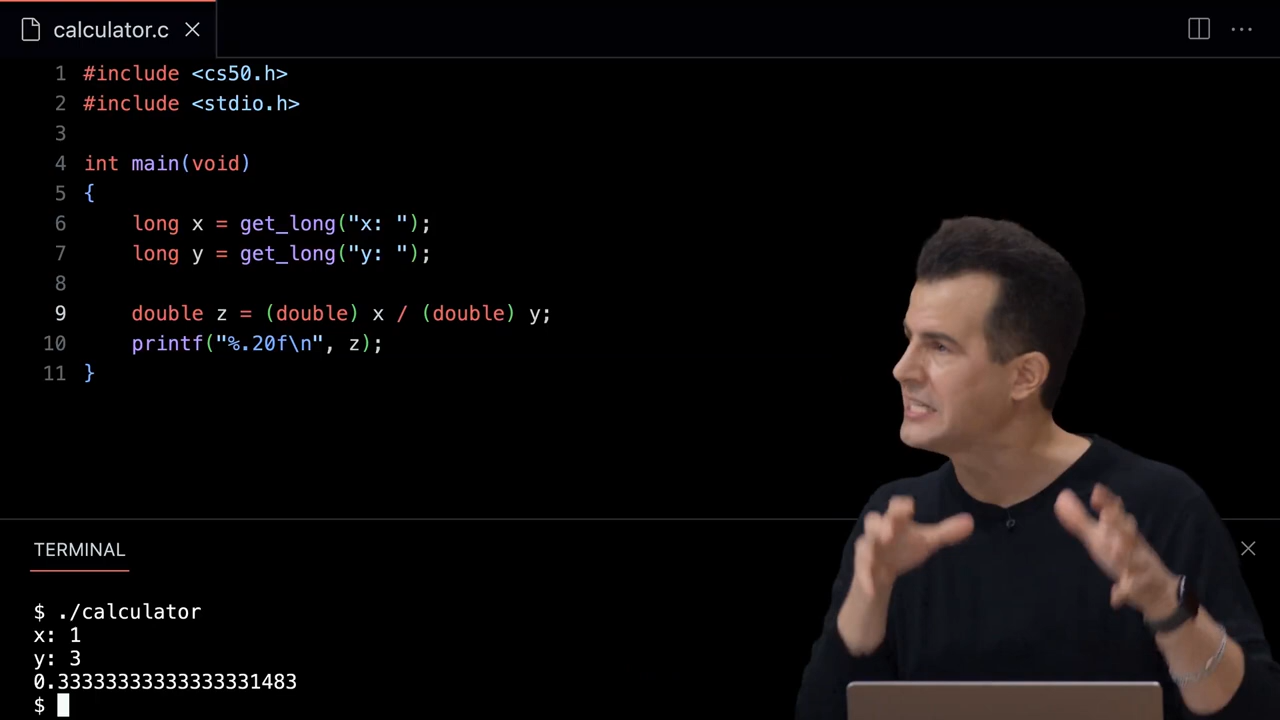 calculator.c
1 #include <cs50.h>
2 #include <stdio.h>
3
4 int main(void)
5 {
6     long x = get_long("x: ");
7     long y = get_long("y: ");
8
9     double z = (double) x / (double) y;
10     printf("%.20f\n", z);
11 }
TERMINAL
$ ./calculator
x: 1
y: 3
0.33333333333333331483
$